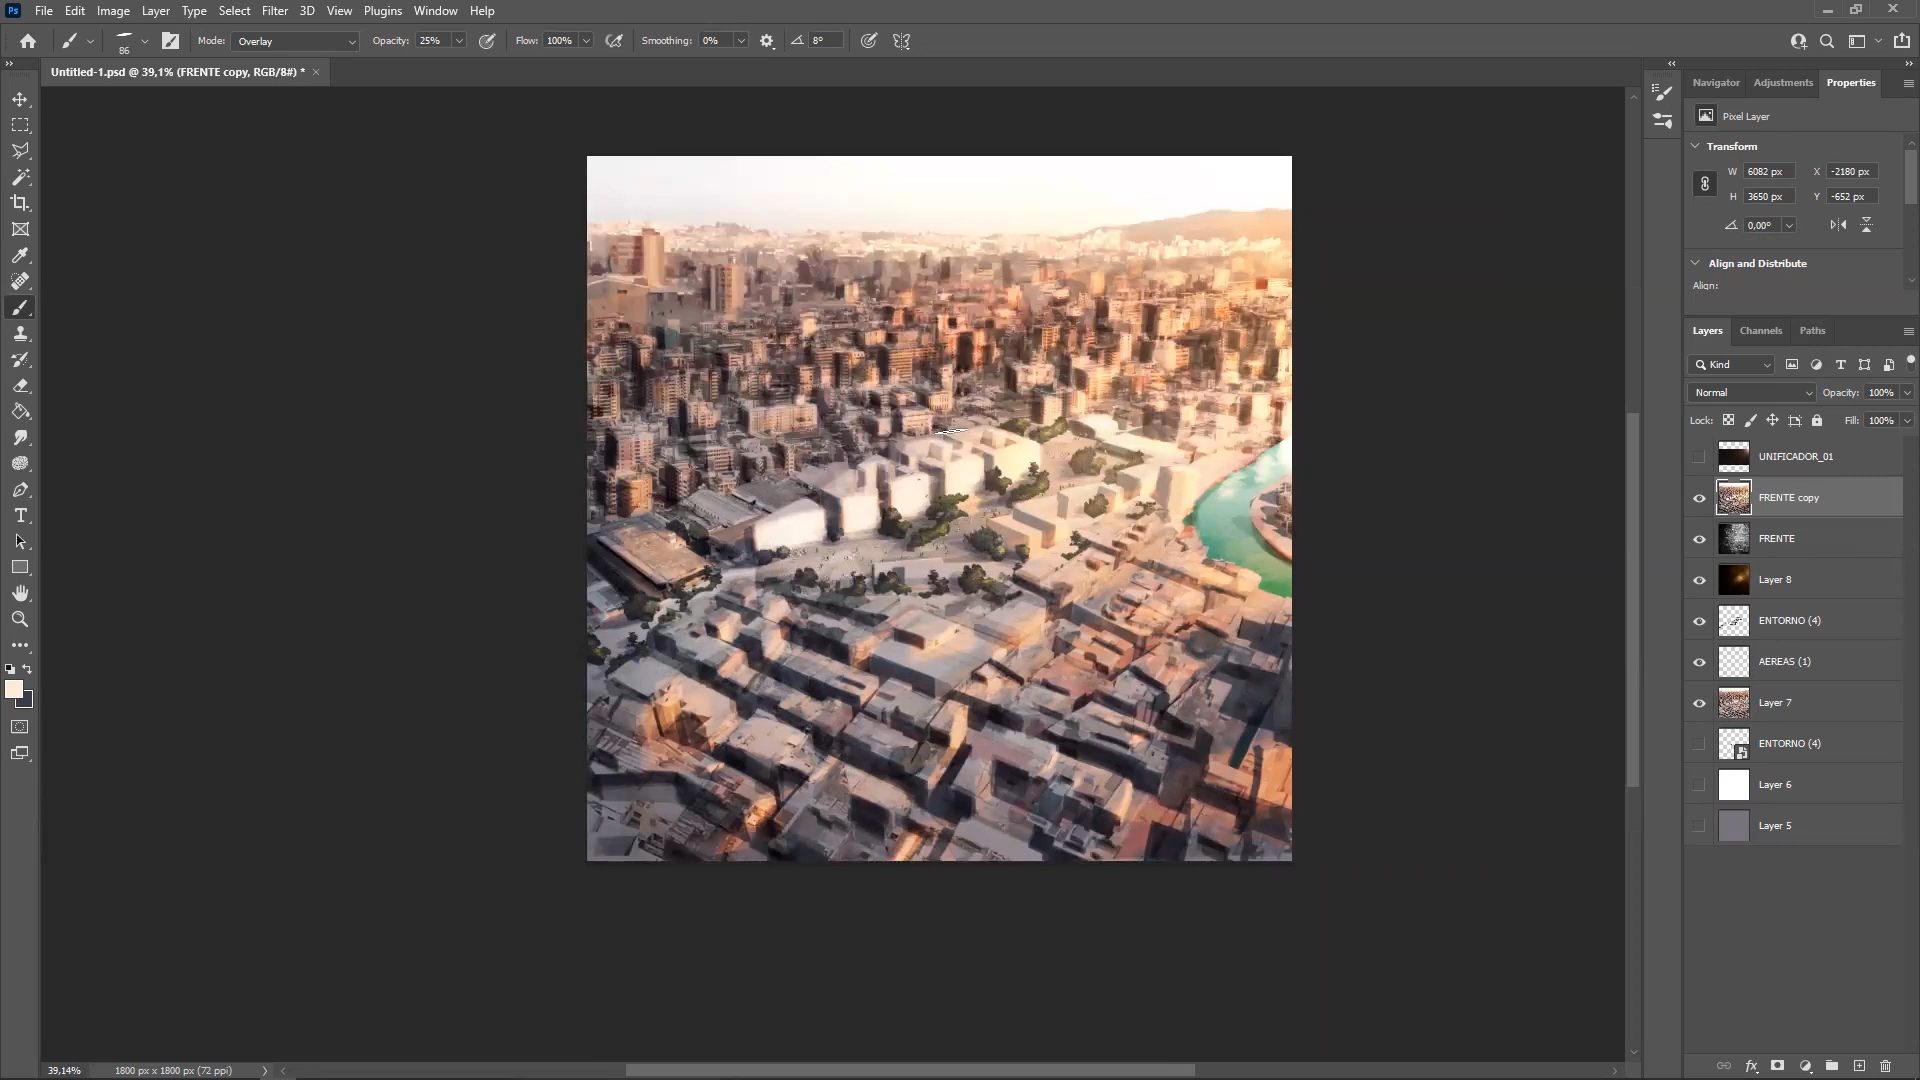 Ps File Edit Image Layer Type Select Filter 3D View Plugins Window Help
86 Mode: Overlay Opacity: 25% Flow: 100% Smoothing: 0% 8°
Untitled-1.psd @ 39,1% (FRENTE copy, RGB/8#) * ×
Navigator Adjustments Properties
Pixel Layer
Transform
W 6082 px X -2180 px
H 3650 px Y -652 px
0,00°
Align and Distribute
Align:
Layers Channels Paths
Kind
Normal Opacity: 100%
Lock: Fill: 100%
UNIFICADOR_01
FRENTE copy
FRENTE
Layer 8
ENTORNO (4)
AEREAS (1)
Layer 7
ENTORNO (4)
Layer 6
Layer 5
39,14% 1800 px x 1800 px (72 ppi)